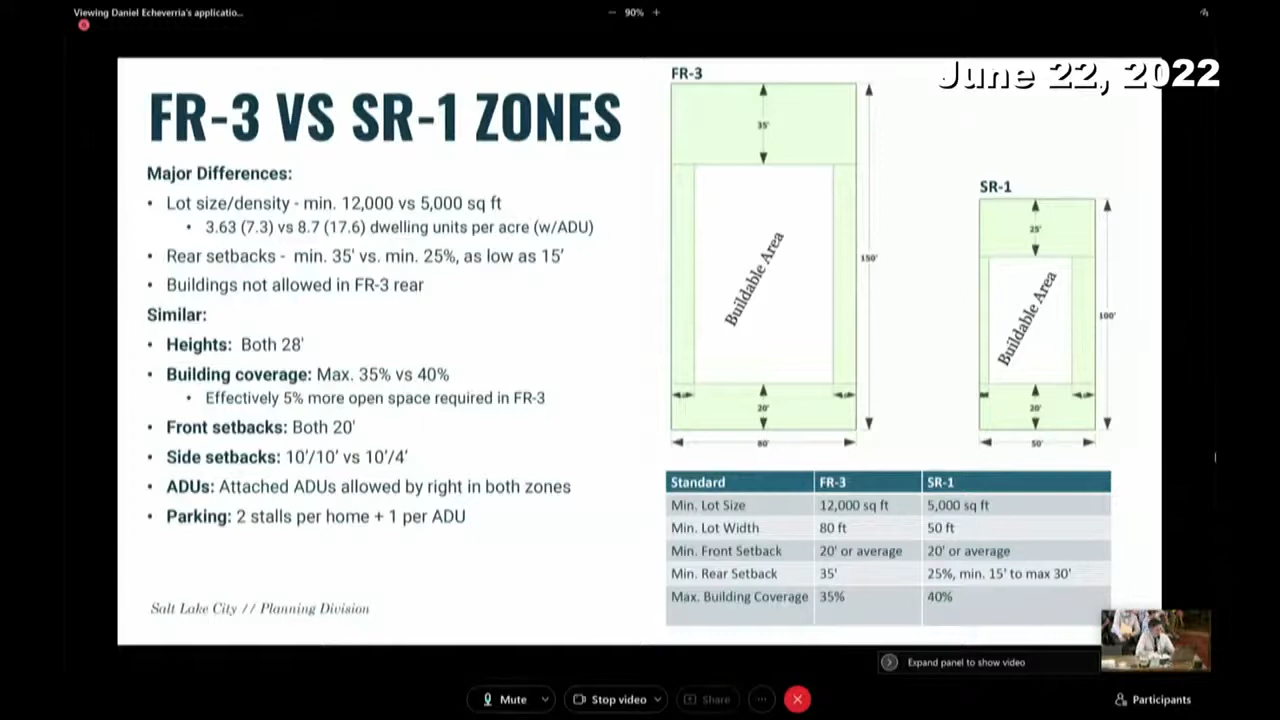 Viewing Daniel Echeverria's applicatio...
90%
June 22, 2022
FR-3 VS SR-1 ZONES
Major Differences:
• Lot size/density - min. 12,000 vs 5,000 sq ft
• 3.63 (7.3) vs 8.7 (17.6) dwelling units per acre (w/ADU)
• Rear setbacks - min. 35' vs. min. 25%, as low as 15'
• Buildings not allowed in FR-3 rear
Similar:
• Heights: Both 28'
• Building coverage: Max. 35% vs 40%
• Effectively 5% more open space required in FR-3
• Front setbacks: Both 20'
• Side setbacks: 10'/10' vs 10'/4'
• ADUs: Attached ADUs allowed by right in both zones
• Parking: 2 stalls per home + 1 per ADU
Salt Lake City // Planning Division
FR-3
35'
Buildable Area
150'
20'
80'
SR-1
25'
Buildable Area
100'
20'
50'
Standard FR-3 SR-1
Min. Lot Size 12,000 sq ft 5,000 sq ft
Min. Lot Width 80 ft 50 ft
Min. Front Setback 20' or average 20' or average
Min. Rear Setback 35' 25%, min. 15' to max 30'
Max. Building Coverage 35% 40%
Expand panel to show video
Mute
Stop video
Share
Participants